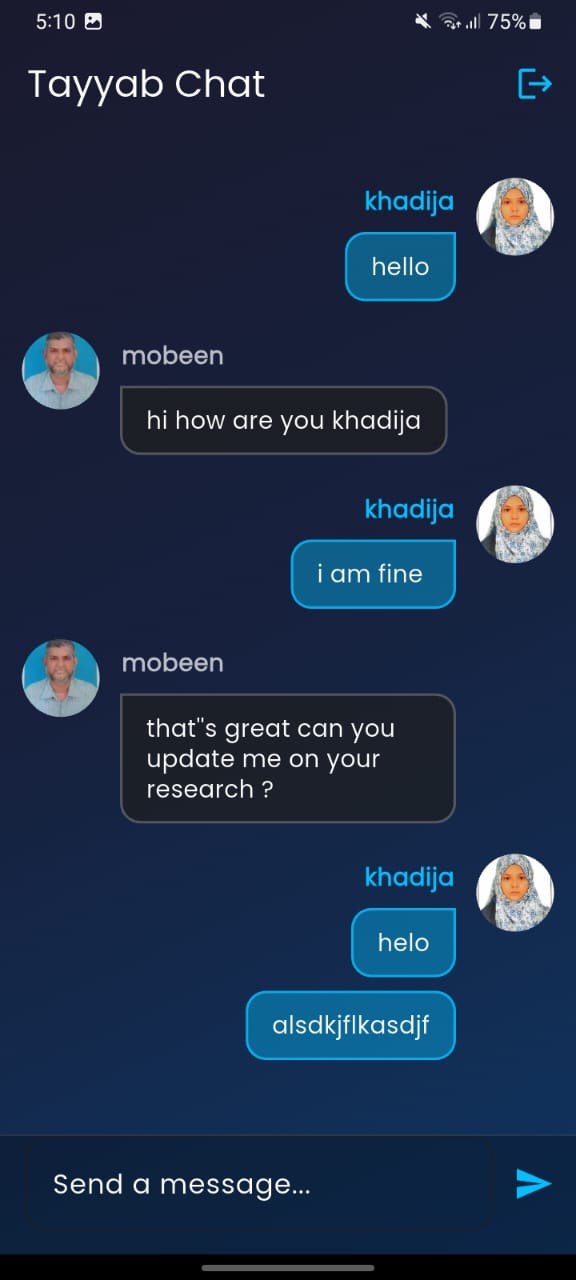 5:10 75%
Tayyab Chat
khadija
hello
mobeen
hi how are you khadija
khadija
i am fine
mobeen
that"s great can you
update me on your
research ?
khadija
helo
alsdkjflkasdjf
Send a message...